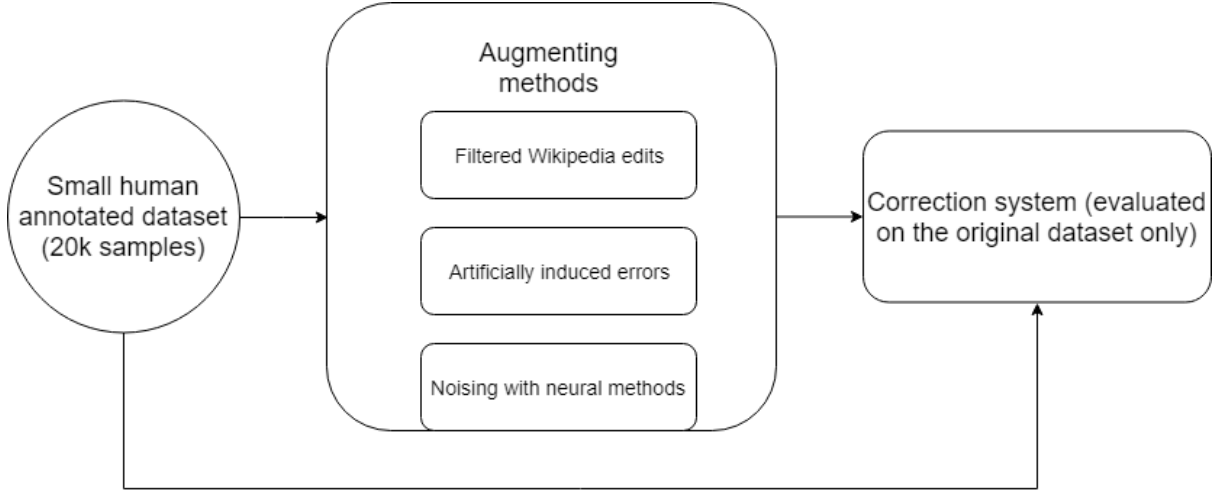 Small human
annotated dataset
(20k samples)
Augmenting
methods
Filtered Wikipedia edits
Artificially induced errors
Noising with neural methods
Correction system (evaluated
on the original dataset only)